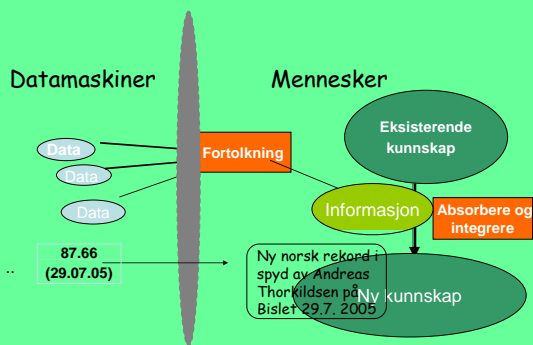 Datamaskiner
Mennesker
Data
Data
Data
Fortolkning
Eksisterende
kunnskap
Informasjon
Absorbere og
integrere
..
87.66
(29.07.05)
Ny norsk rekord i
spyd av Andreas
Thorkildsen på
Bislet 29.7. 2005
Ny kunnskap